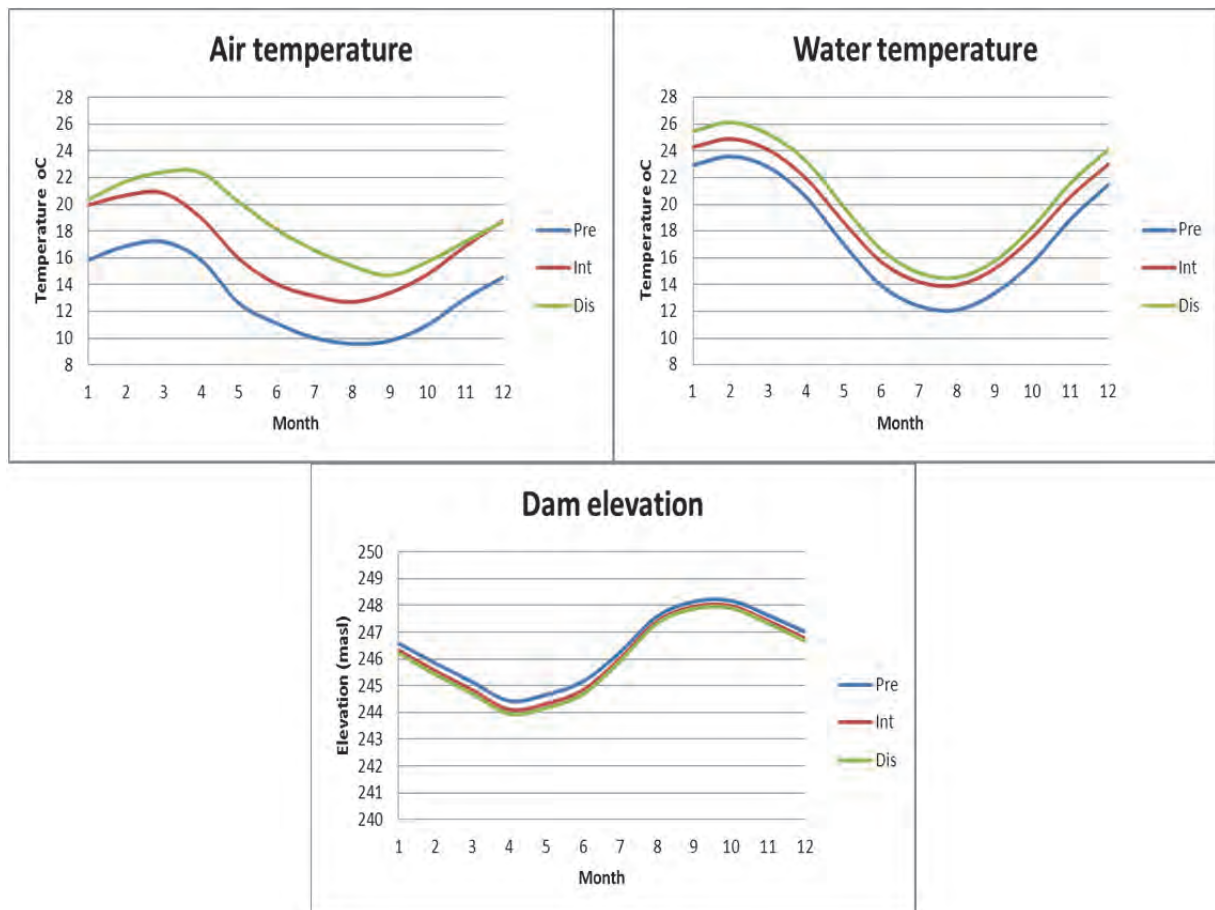 Air temperature
Temperature oC
28
26
24
22
20
18
16
14
12
10
8
1 2 3 4 5 6 7 8 9 10 11 12
Month
Pre
Int
Dis
Water temperature
Temperature oC
28
26
24
22
20
18
16
14
12
10
8
1 2 3 4 5 6 7 8 9 10 11 12
Month
Pre
Int
Dis
Dam elevation
Elevation (masl)
250
249
248
247
246
245
244
243
242
241
240
1 2 3 4 5 6 7 8 9 10 11 12
Month
Pre
Int
Dis